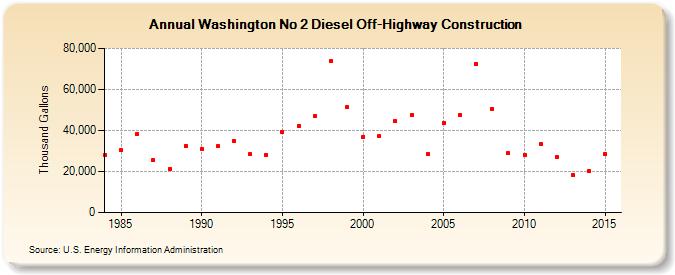 Annual Washington No 2 Diesel Off-Highway Construction
Thousand Gallons
80,000
60,000
40,000
20,000
0
1985 1990 1995 2000 2005 2010 2015
Source: U.S. Energy Information Administration